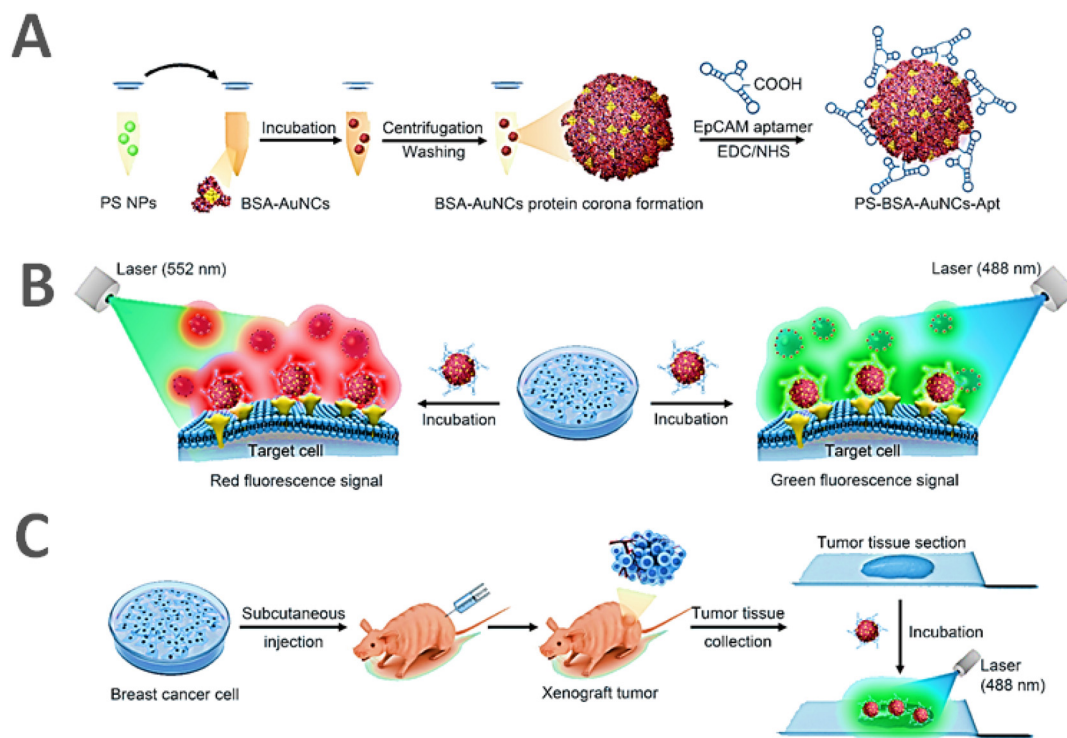 A
COOH
Incubation
Centrifugation
Washing
EpCAM aptamer
EDC/NHS
PS NPs
BSA-AuNCs
BSA-AuNCs protein corona formation
PS-BSA-AuNCs-Apt
B
Laser (552 nm)
Laser (488 nm)
Incubation
Incubation
Target cell
Target cell
Red fluorescence signal
Green fluorescence signal
C
Tumor tissue section
Subcutaneous
injection
Tumor tissue
collection
Incubation
Laser
(488 nm)
Breast cancer cell
Xenograft tumor